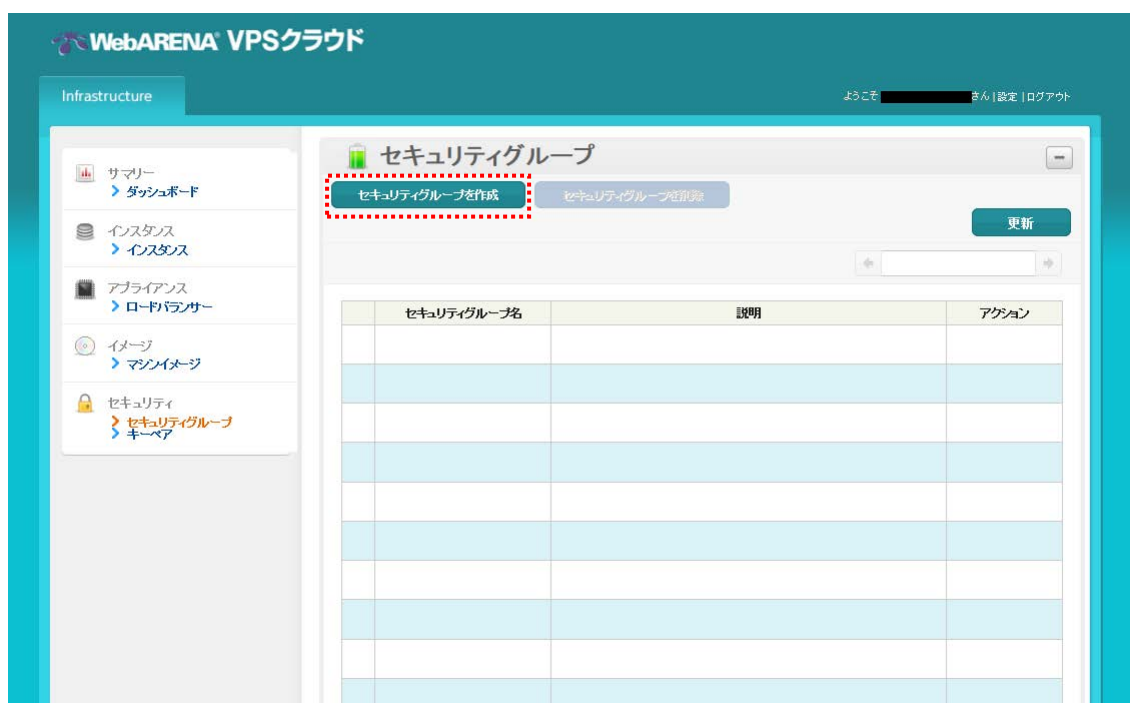 WebARENA VPSクラウド
Infrastructure
ようこそ さん | 設定 | ログアウト
サマリー
ダッシュボード
インスタンス
インスタンス
アプライアンス
ロードバランサー
イメージ
マシンイメージ
セキュリティ
セキュリティグループ
キーペア
セキュリティグループ
セキュリティグループを作成 セキュリティグループを削除
更新
セキュリティグループ名 説明 アクション